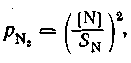 p_{N_2} = \left( \frac{[N]}{S_N} \right)^2,